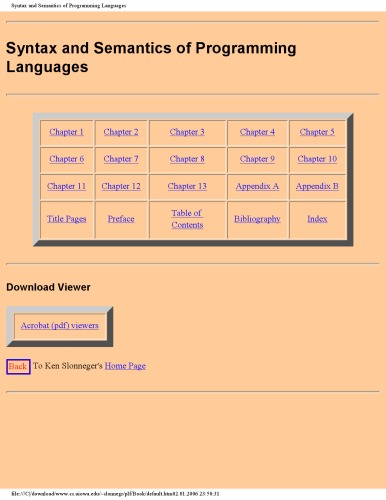 Syntax and Semantics of Programming Languages
Syntax and Semantics of Programming
Languages
Chapter 1 Chapter 2 Chapter 3 Chapter 4 Chapter 5
Chapter 6 Chapter 7 Chapter 8 Chapter 9 Chapter 10
Chapter 11 Chapter 12 Chapter 13 Appendix A Appendix B
Title Pages Preface Table of Contents Bibliography Index
Download Viewer
Acrobat (pdf) viewers
Back To Ken Slonneger's Home Page
file:///C|/download/www.cs.uiowa.edu/~slonnegr/plf/Book/default.htm02.01.2006 23:50:31